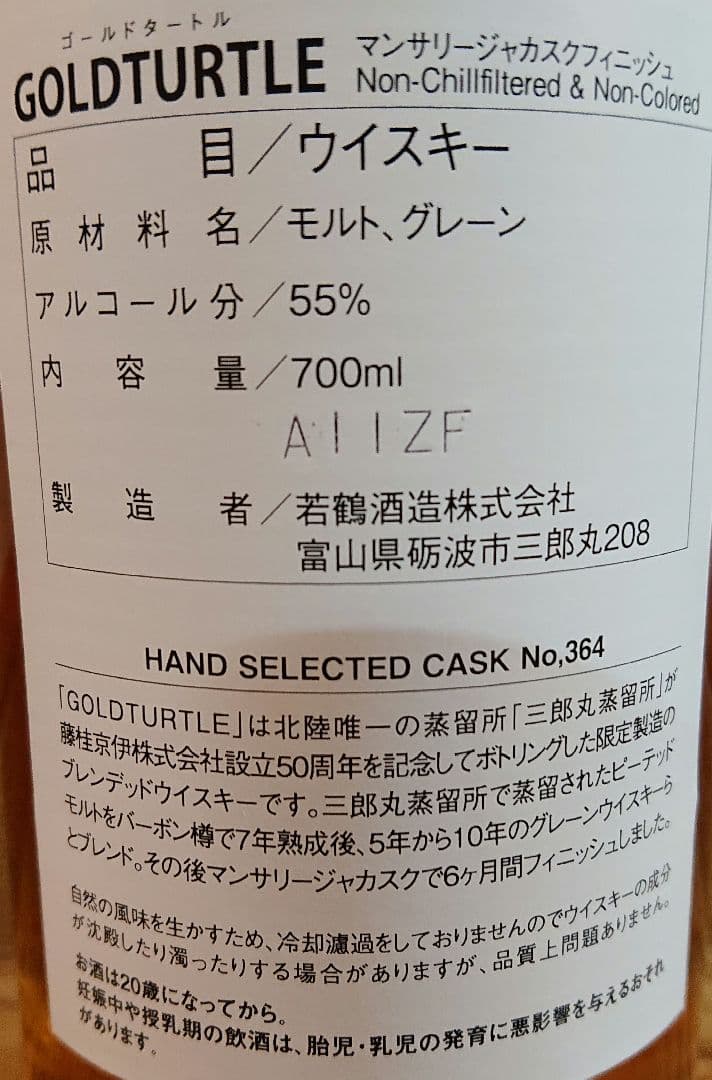 ゴールドタートル
GOLDTURTLE マンサリージャカスクフィニッシュ
Non-Chillfiltered & Non-Colored
品目／ウイスキー
原材料名／モルト、グレーン
アルコール分／55%
内容量／700ml
A11ZF
製造者／若鶴酒造株式会社
富山県砺波市三郎丸208
HAND SELECTED CASK No,364
「GOLDTURTLE」は北陸唯一の蒸留所「三郎丸蒸留所」が
藤桂京伊株式会社設立50周年を記念してボトリングした限定製造の
ブレンデッドウイスキーです。三郎丸蒸留所で蒸留されたピーテッド
モルトをバーボン樽で7年熟成後、5年から10年のグレーンウイスキーら
とブレンド。その後マンサリージャカスクで6ヶ月間フィニッシュしました。
自然の風味を生かすため、冷却濾過をしておりませんのでウイスキーの成分
が沈殿したり濁ったりする場合がありますが、品質上問題ありません。
お酒は20歳になってから。
妊娠中や授乳期の飲酒は、胎児・乳児の発育に悪影響を与えるおそれ
があります。